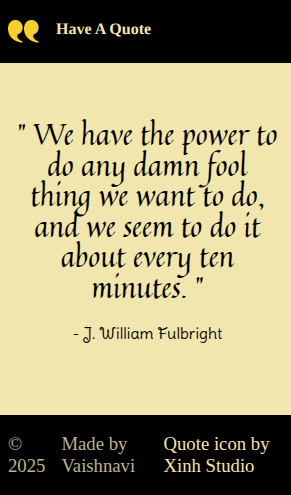 Have A Quote
" We have the power to
do any damn fool
thing we want to do,
and we seem to do it
about every ten
minutes. "
- J. William Fulbright
© 2025
Made by Vaishnavi
Quote icon by Xinh Studio